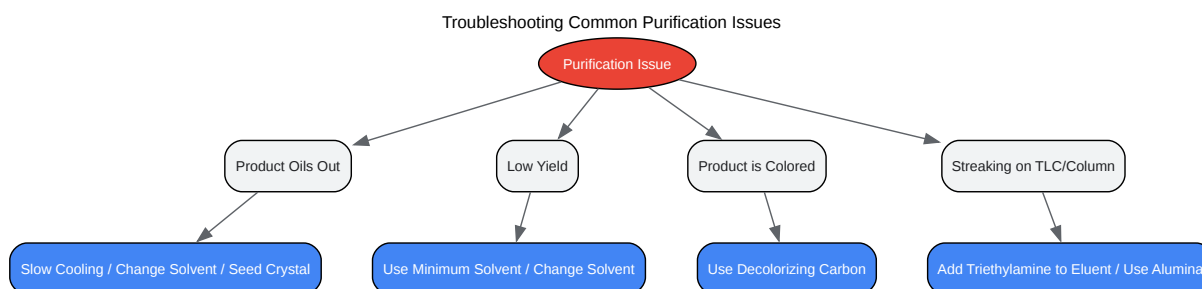 Troubleshooting Common Purification Issues
Purification Issue
Product Oils Out
Low Yield
Product is Colored
Streaking on TLC/Column
Slow Cooling / Change Solvent / Seed Crystal
Use Minimum Solvent / Change Solvent
Use Decolorizing Carbon
Add Triethylamine to Eluent / Use Alumina